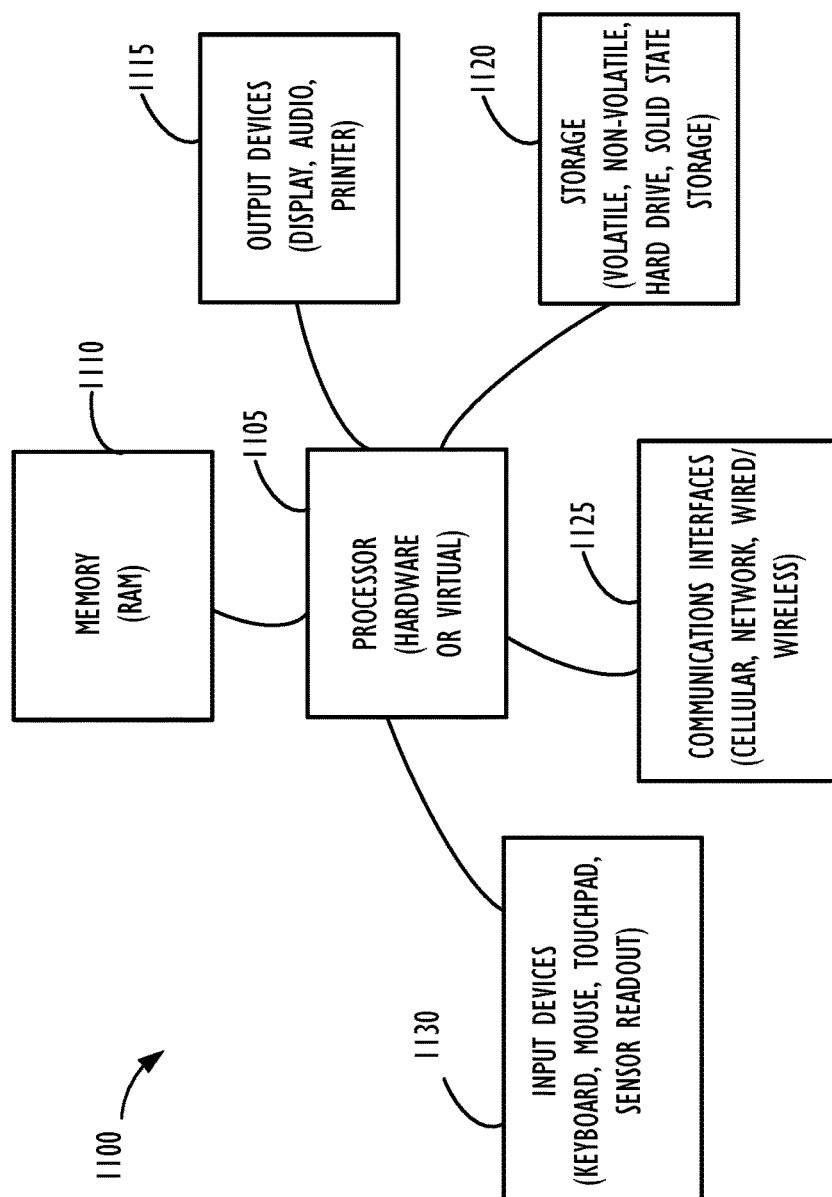 1100
MEMORY
(RAM)
1110
OUTPUT DEVICES
(DISPLAY, AUDIO,
PRINTER)
1115
PROCESSOR
(HARDWARE
OR VIRTUAL)
1105
INPUT DEVICES
(KEYBOARD, MOUSE, TOUCHPAD,
SENSOR READOUT)
1130
COMMUNICATIONS INTERFACES
(CELLULAR, NETWORK, WIRED/
WIRELESS)
1125
STORAGE
(VOLATILE, NON-VOLATILE,
HARD DRIVE, SOLID STATE
STORAGE)
1120